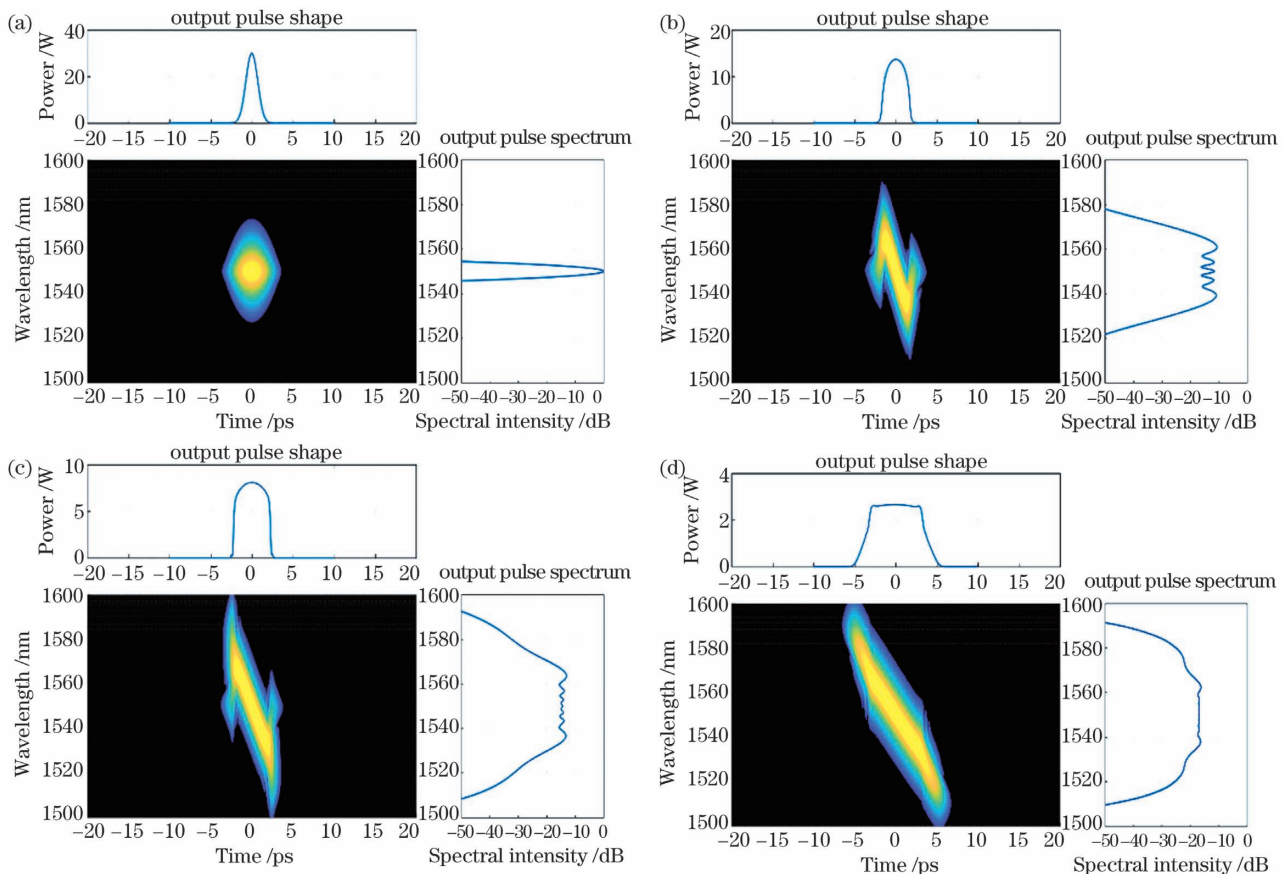 (a)
output pulse shape
Power /W
40
20
0
−20 −15 −10 −5 0 5 10 15 20
output pulse spectrum
Wavelength /nm
1600
1580
1560
1540
1520
1500
−20 −15 −10 −5 0 5 10 15 20
Time /ps
−50 −40 −30 −20 −10 0
Spectral intensity /dB
(b)
output pulse shape
Power /W
20
10
0
−20 −15 −10 −5 0 5 10 15 20
output pulse spectrum
Wavelength /nm
1600
1580
1560
1540
1520
1500
1600
1580
1560
1540
1520
1500
−20 −15 −10 −5 0 5 10 15 20
Time /ps
−50 −40 −30 −20 −10 0
Spectral intensity /dB
(c)
output pulse shape
Power /W
10
5
0
−20 −15 −10 −5 0 5 10 15 20
output pulse spectrum
Wavelength /nm
1600
1580
1560
1540
1520
1500
1600
1580
1560
1540
1520
1500
−20 −15 −10 −5 0 5 10 15 20
Time /ps
−50 −40 −30 −20 −10 0
Spectral intensity /dB
(d)
output pulse shape
Power /W
4
2
0
−20 −15 −10 −5 0 5 10 15 20
output pulse spectrum
Wavelength /nm
1600
1580
1560
1540
1520
1500
1600
1580
1560
1540
1520
1500
−20 −15 −10 −5 0 5 10 15 20
Time /ps
−50 −40 −30 −20 −10 0
Spectral intensity /dB